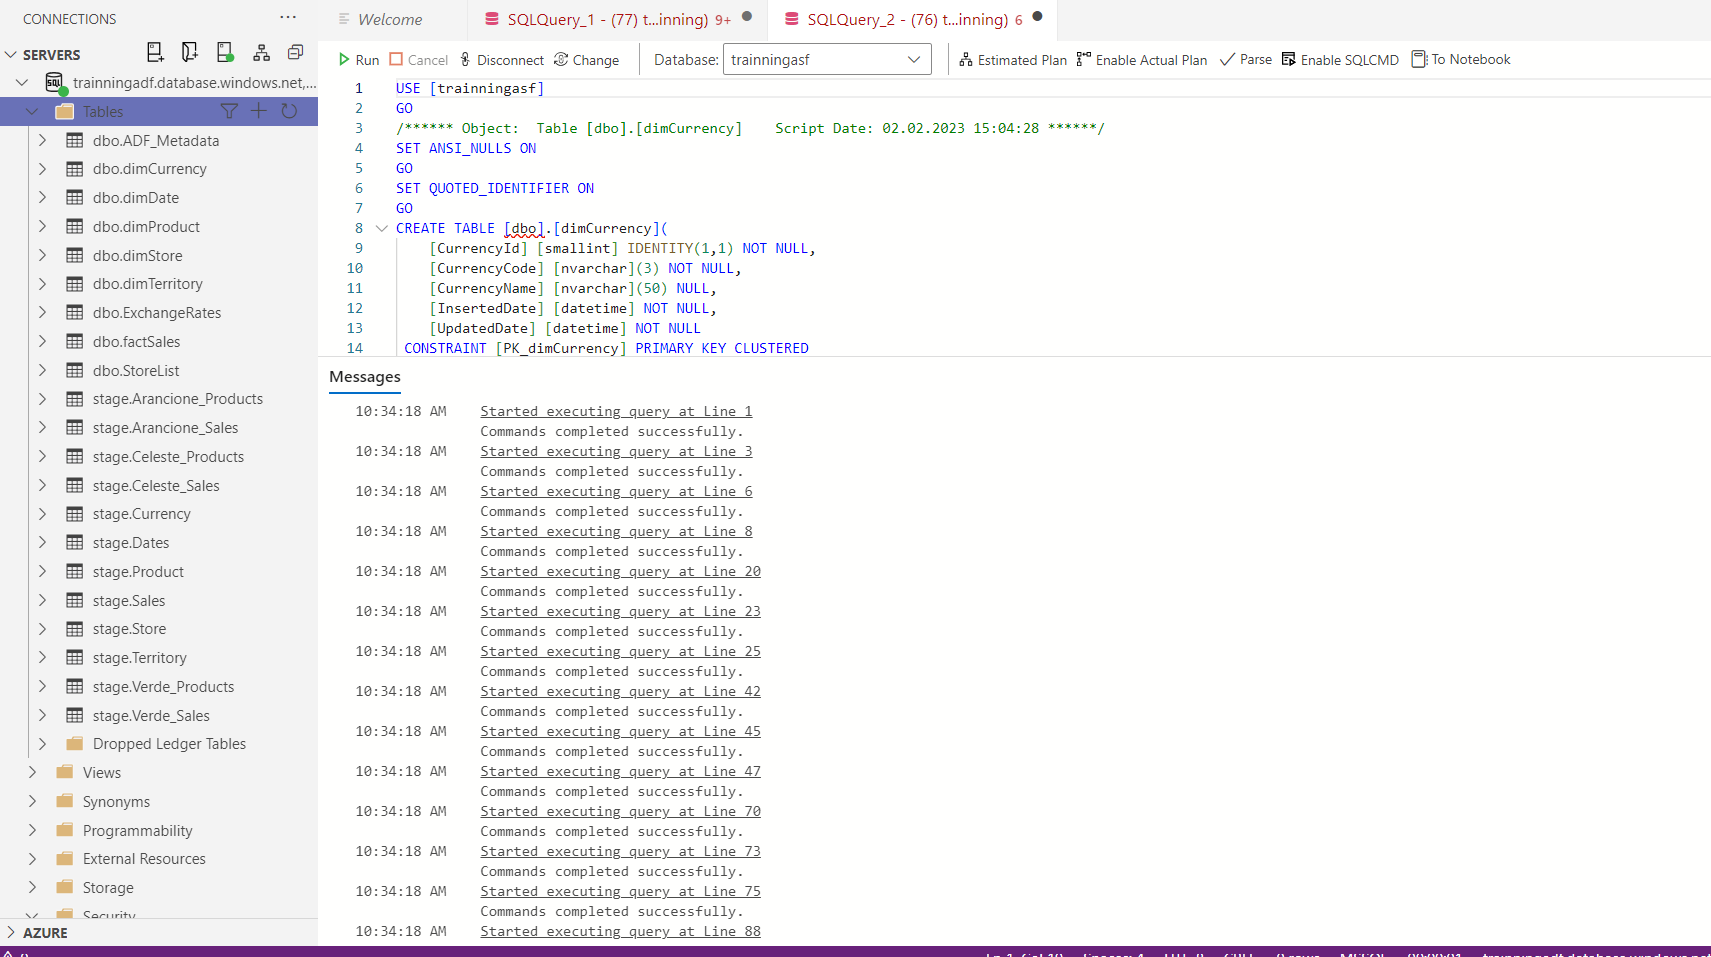 CONNECTIONS
SERVERS
trainningadf.database.windows.net,...
Tables
dbo.ADF_Metadata
dbo.dimCurrency
dbo.dimDate
dbo.dimProduct
dbo.dimStore
dbo.dimTerritory
dbo.ExchangeRates
dbo.factSales
dbo.StoreList
stage.Arancione_Products
stage.Arancione_Sales
stage.Celeste_Products
stage.Celeste_Sales
stage.Currency
stage.Dates
stage.Product
stage.Sales
stage.Store
stage.Territory
stage.Verde_Products
stage.Verde_Sales
Dropped Ledger Tables
Views
Synonyms
Programmability
External Resources
Storage
Security
AZURE
Welcome
SQLQuery_1 - (77) t...inning) 9+
SQLQuery_2 - (76) t...inning) 6
Run Cancel Disconnect Change Database: trainningasf Estimated Plan Enable Actual Plan Parse Enable SQLCMD To Notebook
1 USE [trainningasf]
2 GO
3 /****** Object:  Table [dbo].[dimCurrency]    Script Date: 02.02.2023 15:04:28 ******/
4 SET ANSI_NULLS ON
5 GO
6 SET QUOTED_IDENTIFIER ON
7 GO
8 CREATE TABLE [dbo].[dimCurrency](
9 [CurrencyId] [smallint] IDENTITY(1,1) NOT NULL,
10 [CurrencyCode] [nvarchar](3) NOT NULL,
11 [CurrencyName] [nvarchar](50) NULL,
12 [InsertedDate] [datetime] NOT NULL,
13 [UpdatedDate] [datetime] NOT NULL
14 CONSTRAINT [PK_dimCurrency] PRIMARY KEY CLUSTERED
Messages
10:34:18 AM Started executing query at Line 1
Commands completed successfully.
10:34:18 AM Started executing query at Line 3
Commands completed successfully.
10:34:18 AM Started executing query at Line 6
Commands completed successfully.
10:34:18 AM Started executing query at Line 8
Commands completed successfully.
10:34:18 AM Started executing query at Line 20
Commands completed successfully.
10:34:18 AM Started executing query at Line 23
Commands completed successfully.
10:34:18 AM Started executing query at Line 25
Commands completed successfully.
10:34:18 AM Started executing query at Line 42
Commands completed successfully.
10:34:18 AM Started executing query at Line 45
Commands completed successfully.
10:34:18 AM Started executing query at Line 47
Commands completed successfully.
10:34:18 AM Started executing query at Line 70
Commands completed successfully.
10:34:18 AM Started executing query at Line 73
Commands completed successfully.
10:34:18 AM Started executing query at Line 75
Commands completed successfully.
10:34:18 AM Started executing query at Line 88